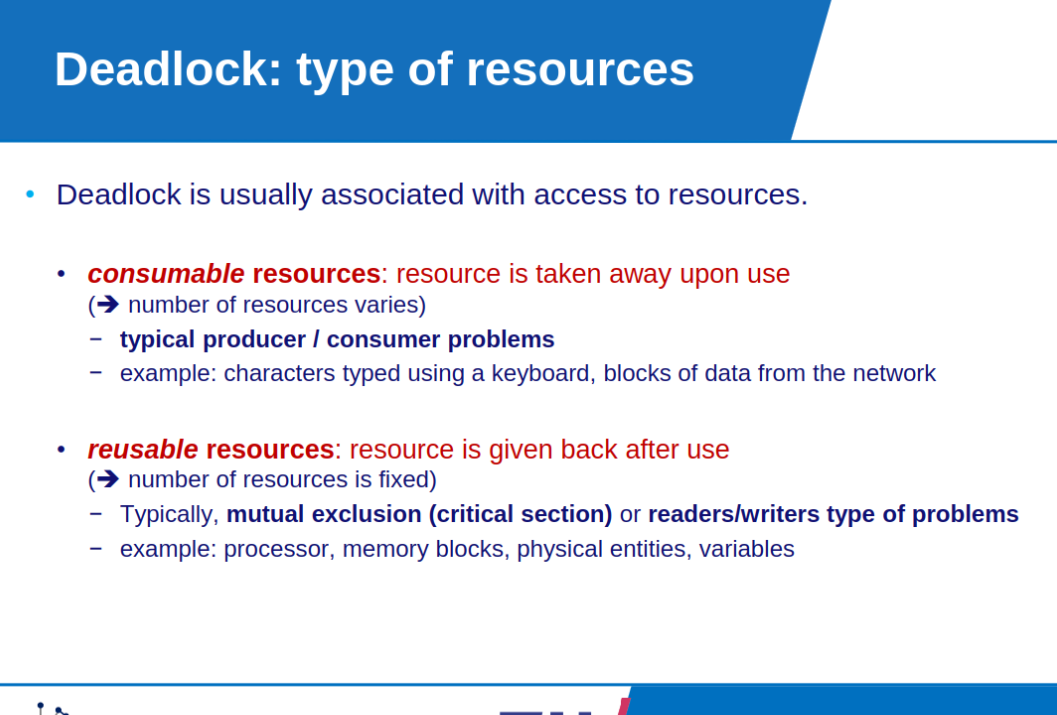 Deadlock: type of resources
• Deadlock is usually associated with access to resources.
• consumable resources: resource is taken away upon use
(➔ number of resources varies)
– typical producer / consumer problems
– example: characters typed using a keyboard, blocks of data from the network
• reusable resources: resource is given back after use
(➔ number of resources is fixed)
– Typically, mutual exclusion (critical section) or readers/writers type of problems
– example: processor, memory blocks, physical entities, variables